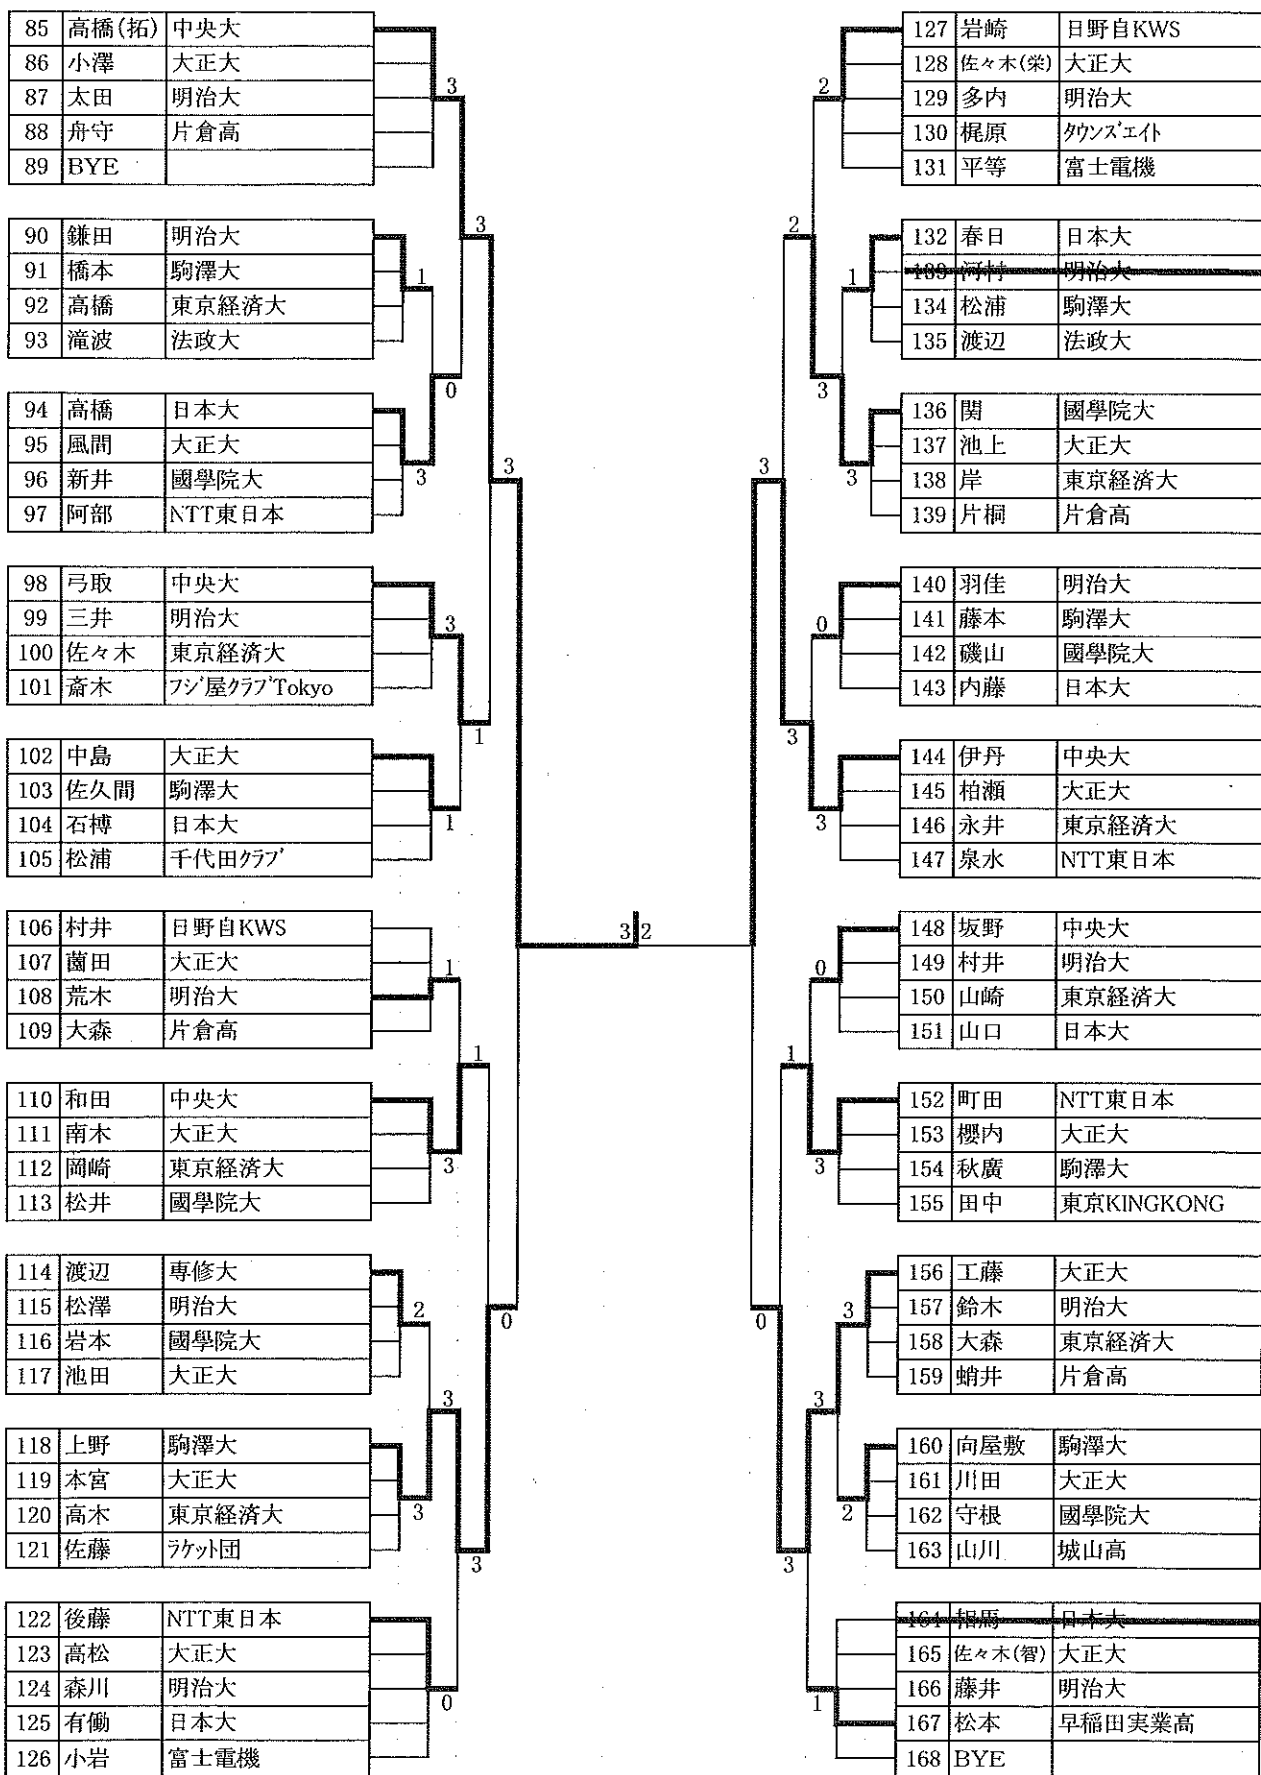 85 高橋(拓) 中央大
86 小澤 大正大
87 太田 明治大
88 舟守 片倉高
89 BYE
3
90 鎌田 明治大
91 橋本 駒澤大
92 高橋 東京経済大
93 滝波 法政大
1
3
0
94 高橋 日本大
95 風間 大正大
96 新井 國學院大
97 阿部 NTT東日本
3
3
98 弓取 中央大
99 三井 明治大
100 佐々木 東京経済大
101 斎木 フジ屋クラブTokyo
3
1
102 中島 大正大
103 佐久間 駒澤大
104 石榑 日本大
105 松浦 千代田クラブ
1
106 村井 日野自KWS
107 薗田 大正大
108 荒木 明治大
109 大森 片倉高
1
1
110 和田 中央大
111 南木 大正大
112 岡崎 東京経済大
113 松井 國學院大
3
114 渡辺 専修大
115 松澤 明治大
116 岩本 國學院大
117 池田 大正大
2
0
3
118 上野 駒澤大
119 本宮 大正大
120 高木 東京経済大
121 佐藤 ラケット団
3
3
122 後藤 NTT東日本
123 高松 大正大
124 森川 明治大
125 有働 日本大
126 小岩 富士電機
0
3 2
127 岩崎 日野自KWS
128 佐々木(栄) 大正大
129 多内 明治大
130 梶原 タウンズエイト
131 平等 富士電機
2
2
132 春日 日本大
133 河村 明治大
134 松浦 駒澤大
135 渡辺 法政大
1
3
136 関 國學院大
137 池上 大正大
138 岸 東京経済大
139 片桐 片倉高
3
3
140 羽佳 明治大
141 藤本 駒澤大
142 磯山 國學院大
143 内藤 日本大
0
3
144 伊丹 中央大
145 柏瀬 大正大
146 永井 東京経済大
147 泉水 NTT東日本
3
148 坂野 中央大
149 村井 明治大
150 山崎 東京経済大
151 山口 日本大
0
1
152 町田 NTT東日本
153 櫻内 大正大
154 秋廣 駒澤大
155 田中 東京KINGKONG
3
156 工藤 大正大
157 鈴木 明治大
158 大森 東京経済大
159 蛸井 片倉高
3
0
3
160 向屋敷 駒澤大
161 川田 大正大
162 守根 國學院大
163 山川 城山高
2
3
164 相馬 日本大
165 佐々木(智) 大正大
166 藤井 明治大
167 松本 早稲田実業高
168 BYE
1